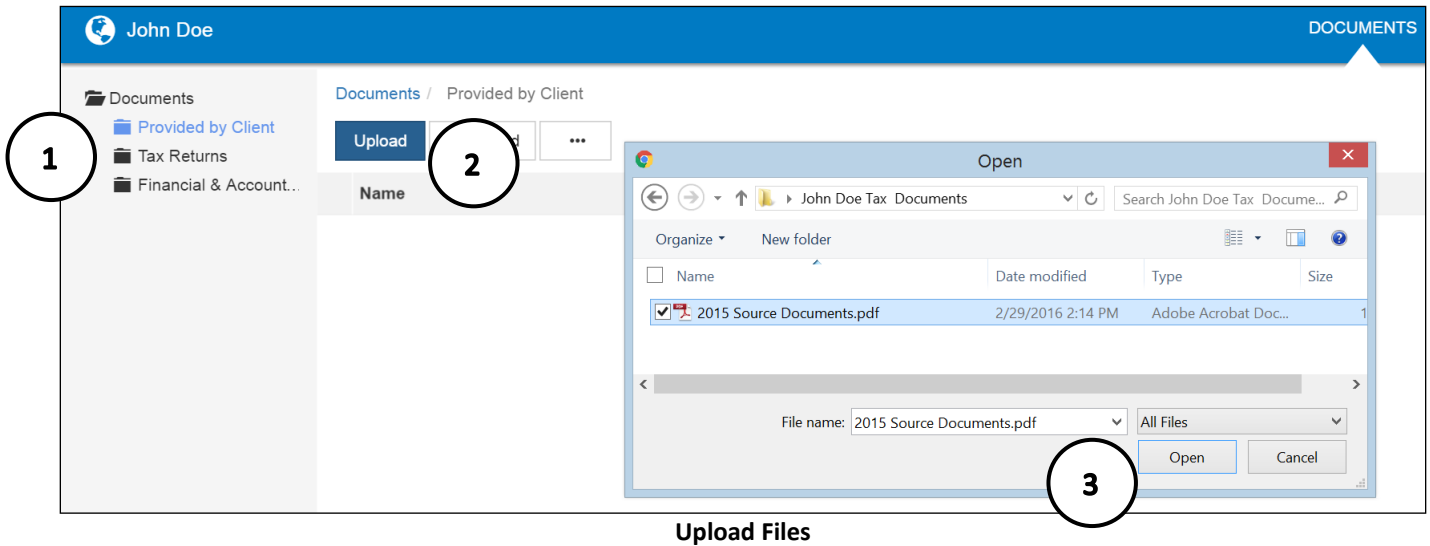 John Doe
DOCUMENTS
Documents
Provided by Client
Tax Returns
Financial & Account...
1
Documents / Provided by Client
Upload
2
•••
Name
Open
John Doe Tax Documents
Search John Doe Tax Docume...
Organize
New folder
Name Date modified Type Size
2015 Source Documents.pdf 2/29/2016 2:14 PM Adobe Acrobat Doc... 1
File name: 2015 Source Documents.pdf All Files
Open Cancel
3
Upload Files